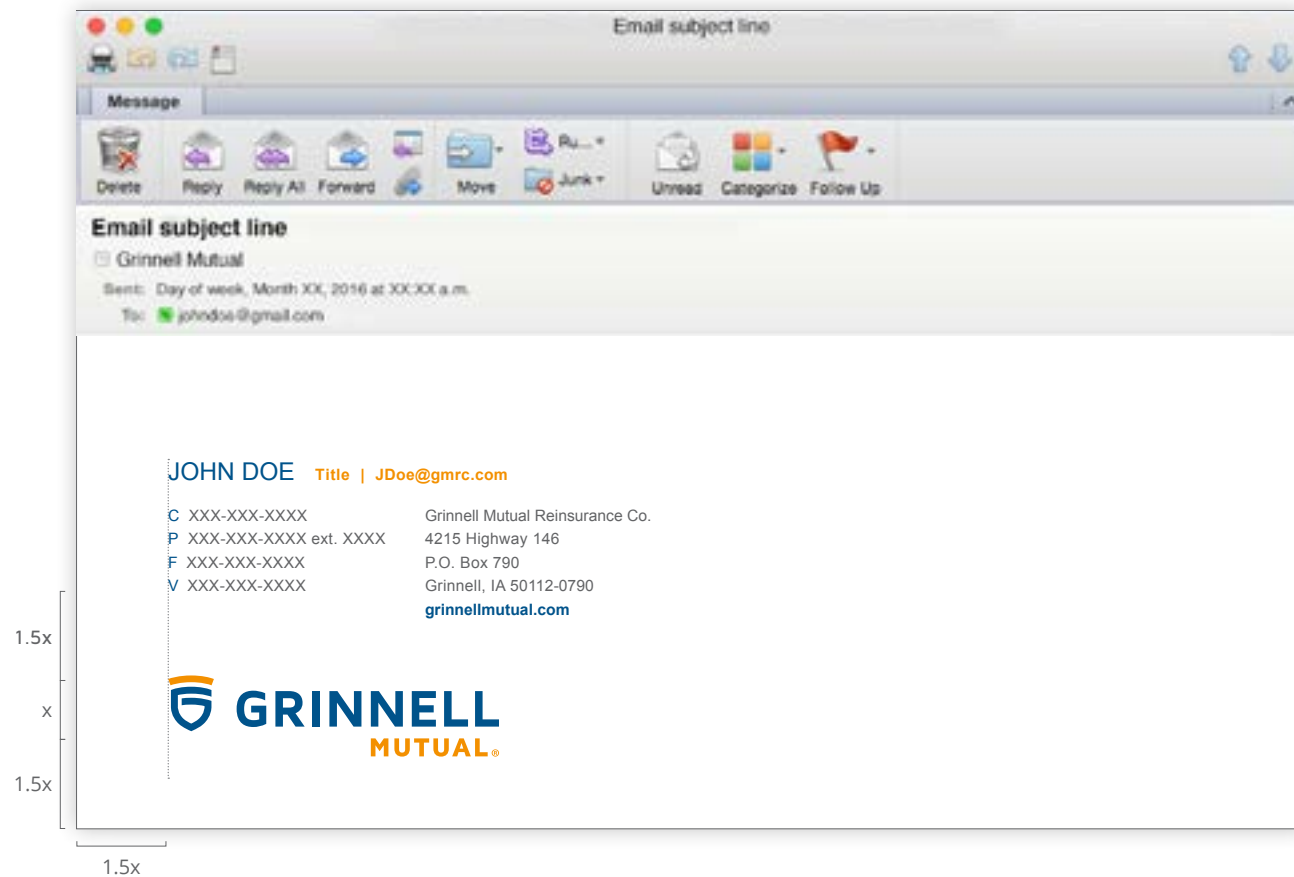 Email subject line
Message
Delete Reply Reply All Forward Move Ru... Junk Unread Categorize Follow Up
Email subject line
Grinnell Mutual
Sent: Day of week, Month XX, 2016 at XX:XX a.m.
To: johndoe@gmail.com
JOHN DOE Title | JDoe@gmrc.com
C XXX-XXX-XXXX Grinnell Mutual Reinsurance Co.
P XXX-XXX-XXXX ext. XXXX 4215 Highway 146
F XXX-XXX-XXXX P.O. Box 790
V XXX-XXX-XXXX Grinnell, IA 50112-0790
grinnellmutual.com
1.5x
x
GRINNELL
MUTUAL®
1.5x
1.5x